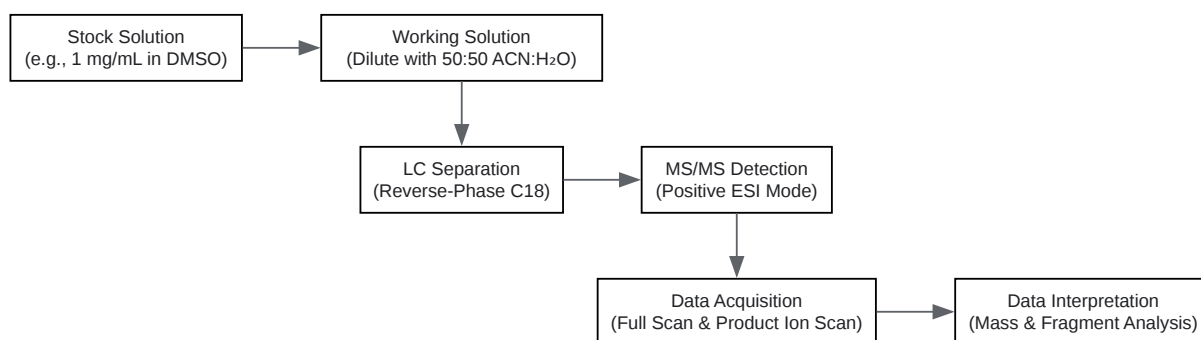 Stock Solution
(e.g., 1 mg/mL in DMSO)
Working Solution
(Dilute with 50:50 ACN:H₂O)
LC Separation
(Reverse-Phase C18)
MS/MS Detection
(Positive ESI Mode)
Data Acquisition
(Full Scan & Product Ion Scan)
Data Interpretation
(Mass & Fragment Analysis)